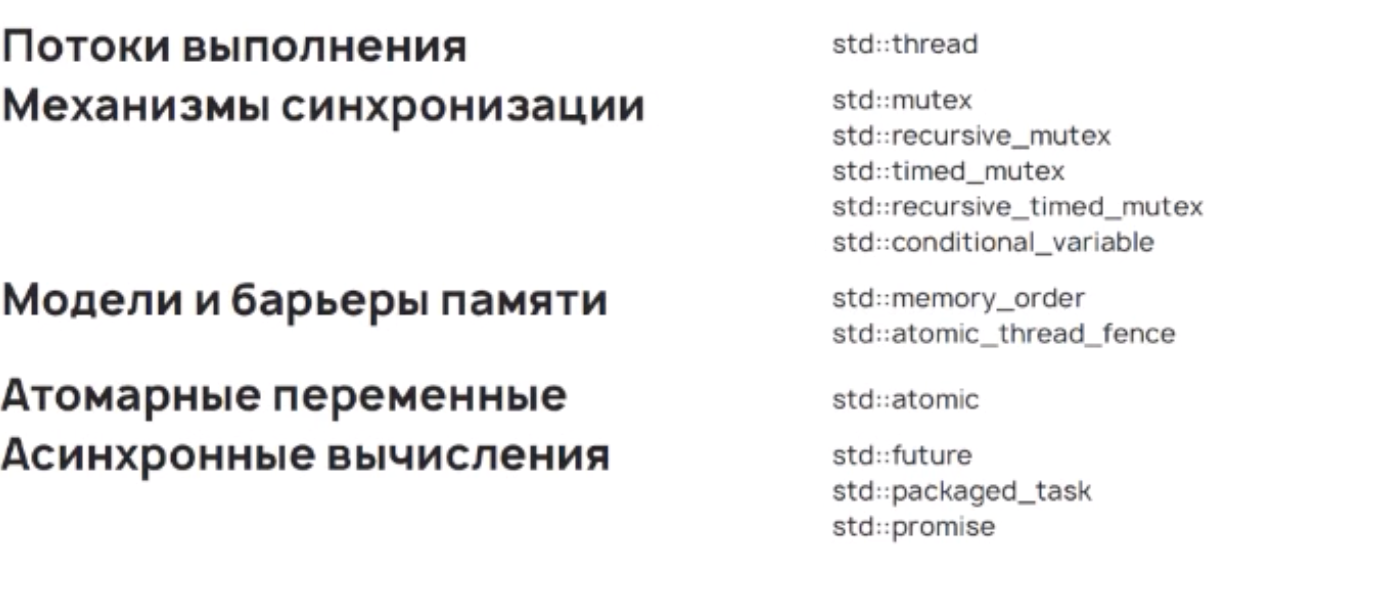 Потоки выполнения
std::thread
Механизмы синхронизации
std::mutex
std::recursive_mutex
std::timed_mutex
std::recursive_timed_mutex
std::conditional_variable
Модели и барьеры памяти
std::memory_order
std::atomic_thread_fence
Атомарные переменные
std::atomic
Асинхронные вычисления
std::future
std::packaged_task
std::promise